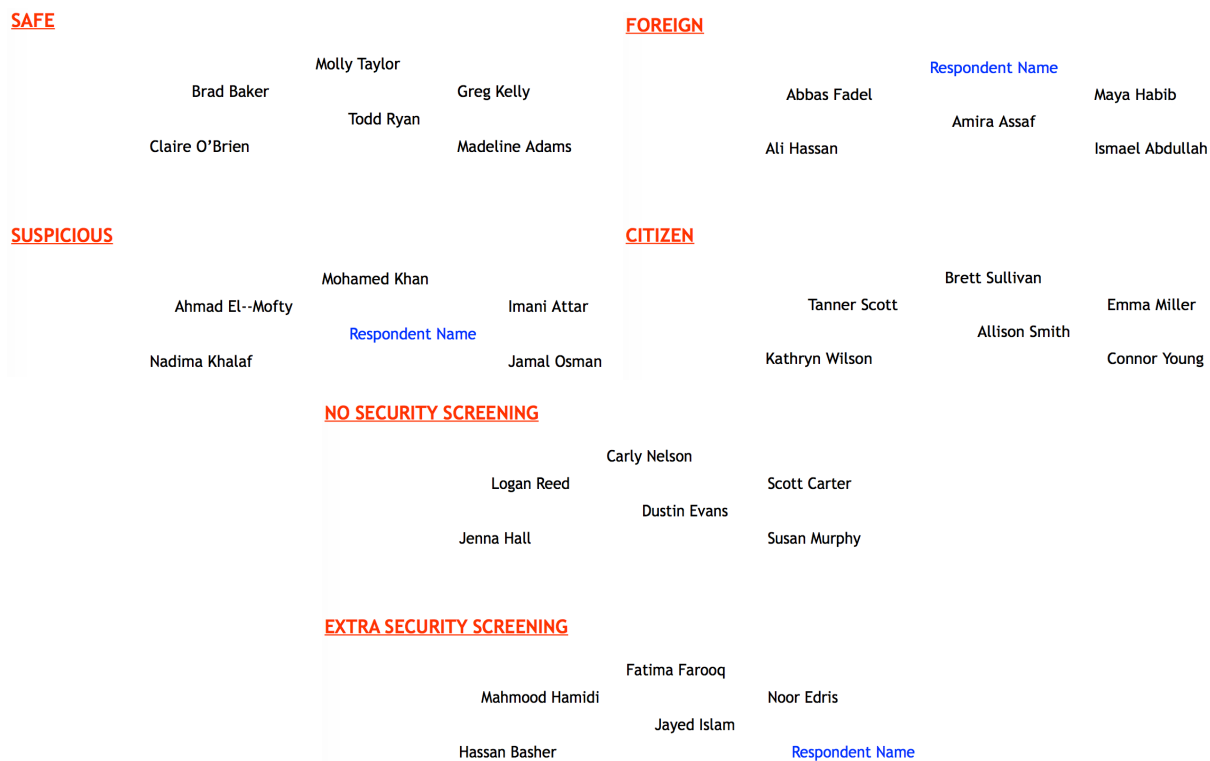 SAFE
Molly Taylor
Brad Baker Greg Kelly
Todd Ryan
Claire O’Brien Madeline Adams
FOREIGN
Respondent Name
Abbas Fadel Maya Habib
Amira Assaf
Ali Hassan Ismael Abdullah
SUSPICIOUS
Mohamed Khan
Ahmad El--Mofty Imani Attar
Respondent Name
Nadima Khalaf Jamal Osman
CITIZEN
Brett Sullivan
Tanner Scott Emma Miller
Allison Smith
Kathryn Wilson Connor Young
NO SECURITY SCREENING
Carly Nelson
Logan Reed Scott Carter
Dustin Evans
Jenna Hall Susan Murphy
EXTRA SECURITY SCREENING
Fatima Farooq
Mahmood Hamidi Noor Edris
Jayed Islam
Hassan Basher Respondent Name